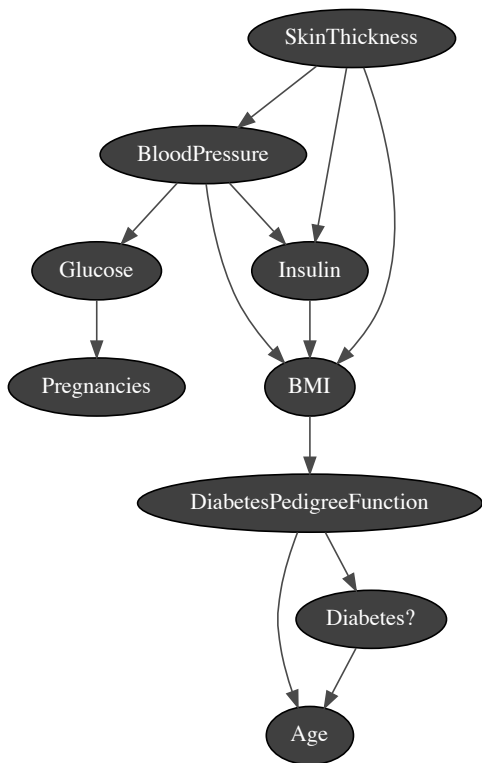 SkinThickness
BloodPressure
Glucose
Insulin
Pregnancies
BMI
DiabetesPedigreeFunction
Diabetes?
Age